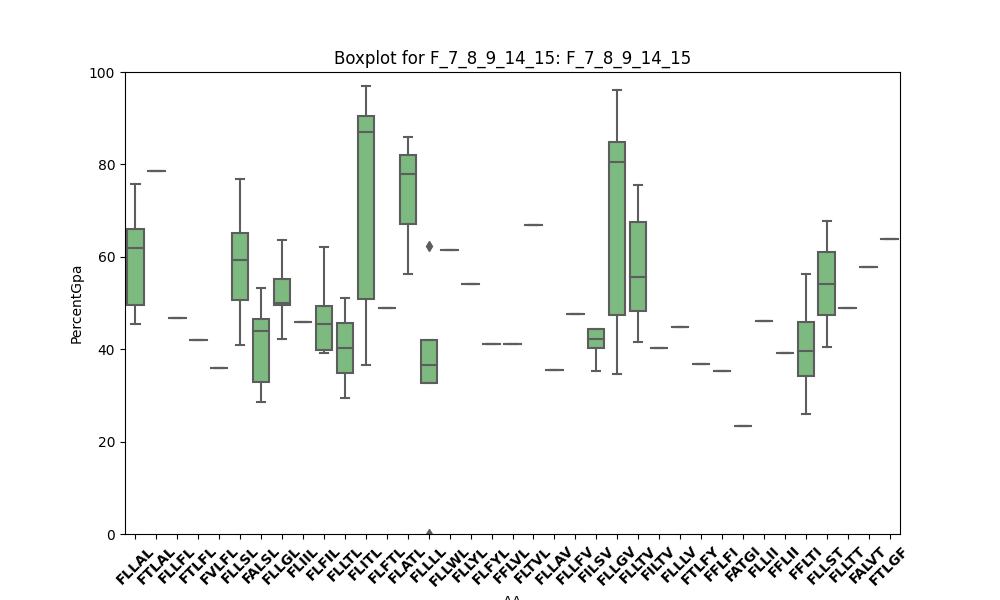 Boxplot for F_7_8_9_14_15: F_7_8_9_14_15
100
80
60
40
20
0
PercentGpa
FLLAL
FTLAL
FLLFL
FTLFL
FVLFL
FLLSL
FALSL
FLLGL
FLIIL
FLFIL
FLLTL
FLITL
FLFTL
FLATL
FLLLL
FLLWL
FLLYL
FLFYL
FFLVL
FLTVL
FLLAV
FLLFV
FILSV
FLLGV
FLLTV
FILTV
FLLLV
FTLFY
FFLFI
FATGI
FLLII
FFLII
FFLTI
FLLST
FLLTT
FALVT
FTLGF
AA